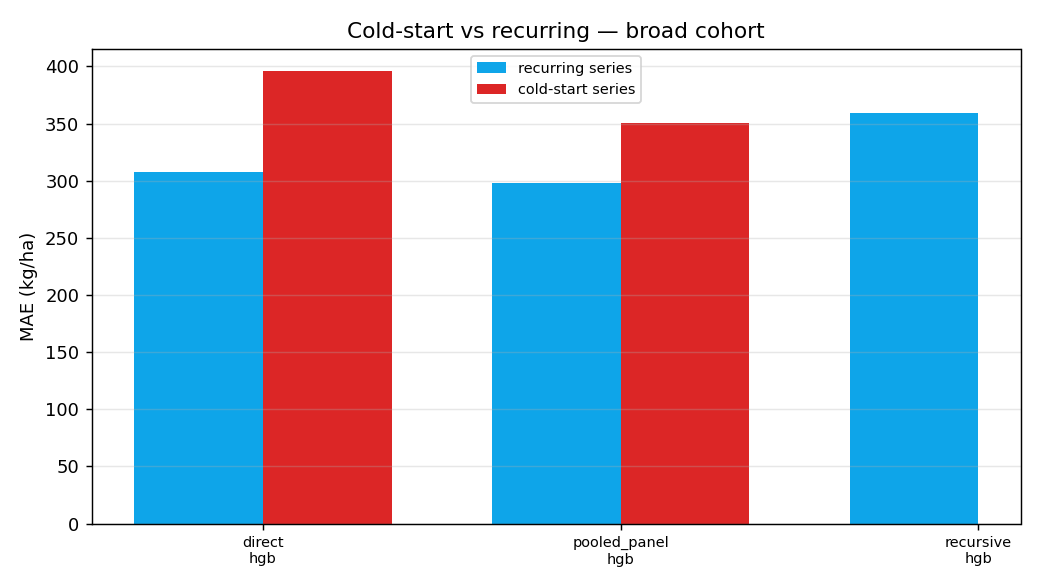 Cold-start vs recurring — broad cohort
recurring series
cold-start series
MAE (kg/ha)
400
350
300
250
200
150
100
50
0
direct
hgb
pooled_panel
hgb
recursive
hgb